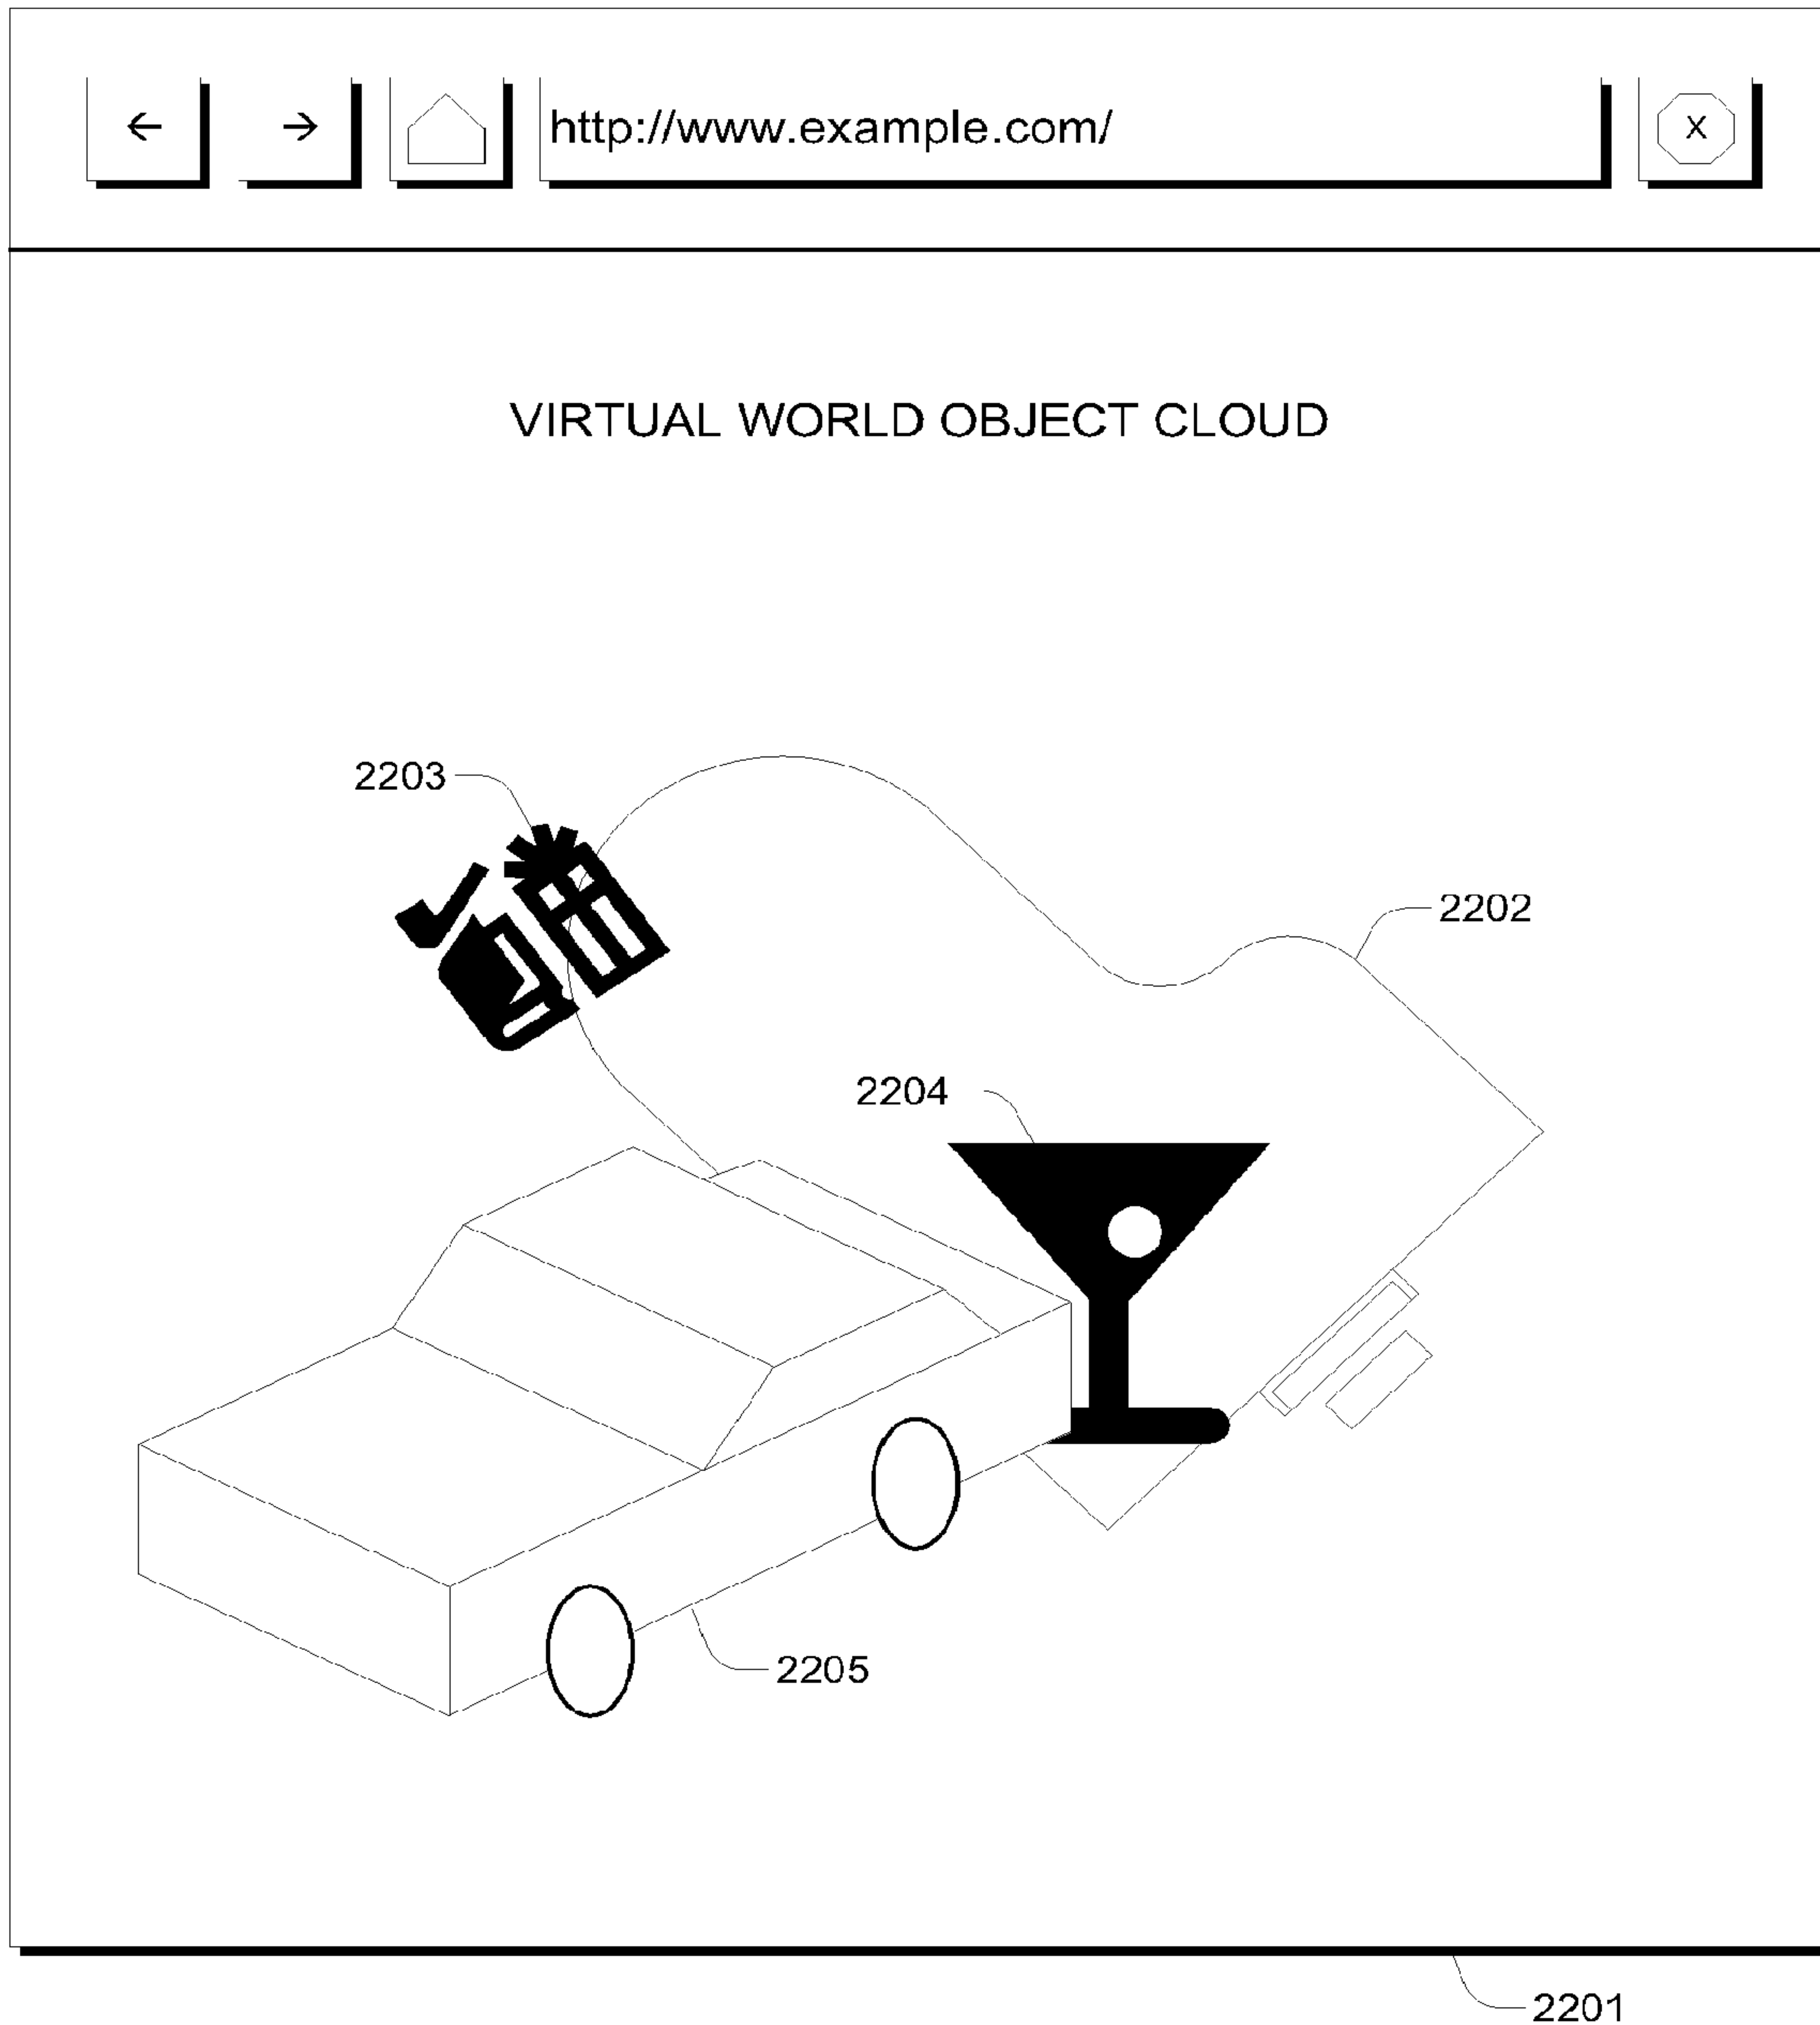 ← → http://www.example.com/ X
VIRTUAL WORLD OBJECT CLOUD
2203
2202
2204
2205
2201